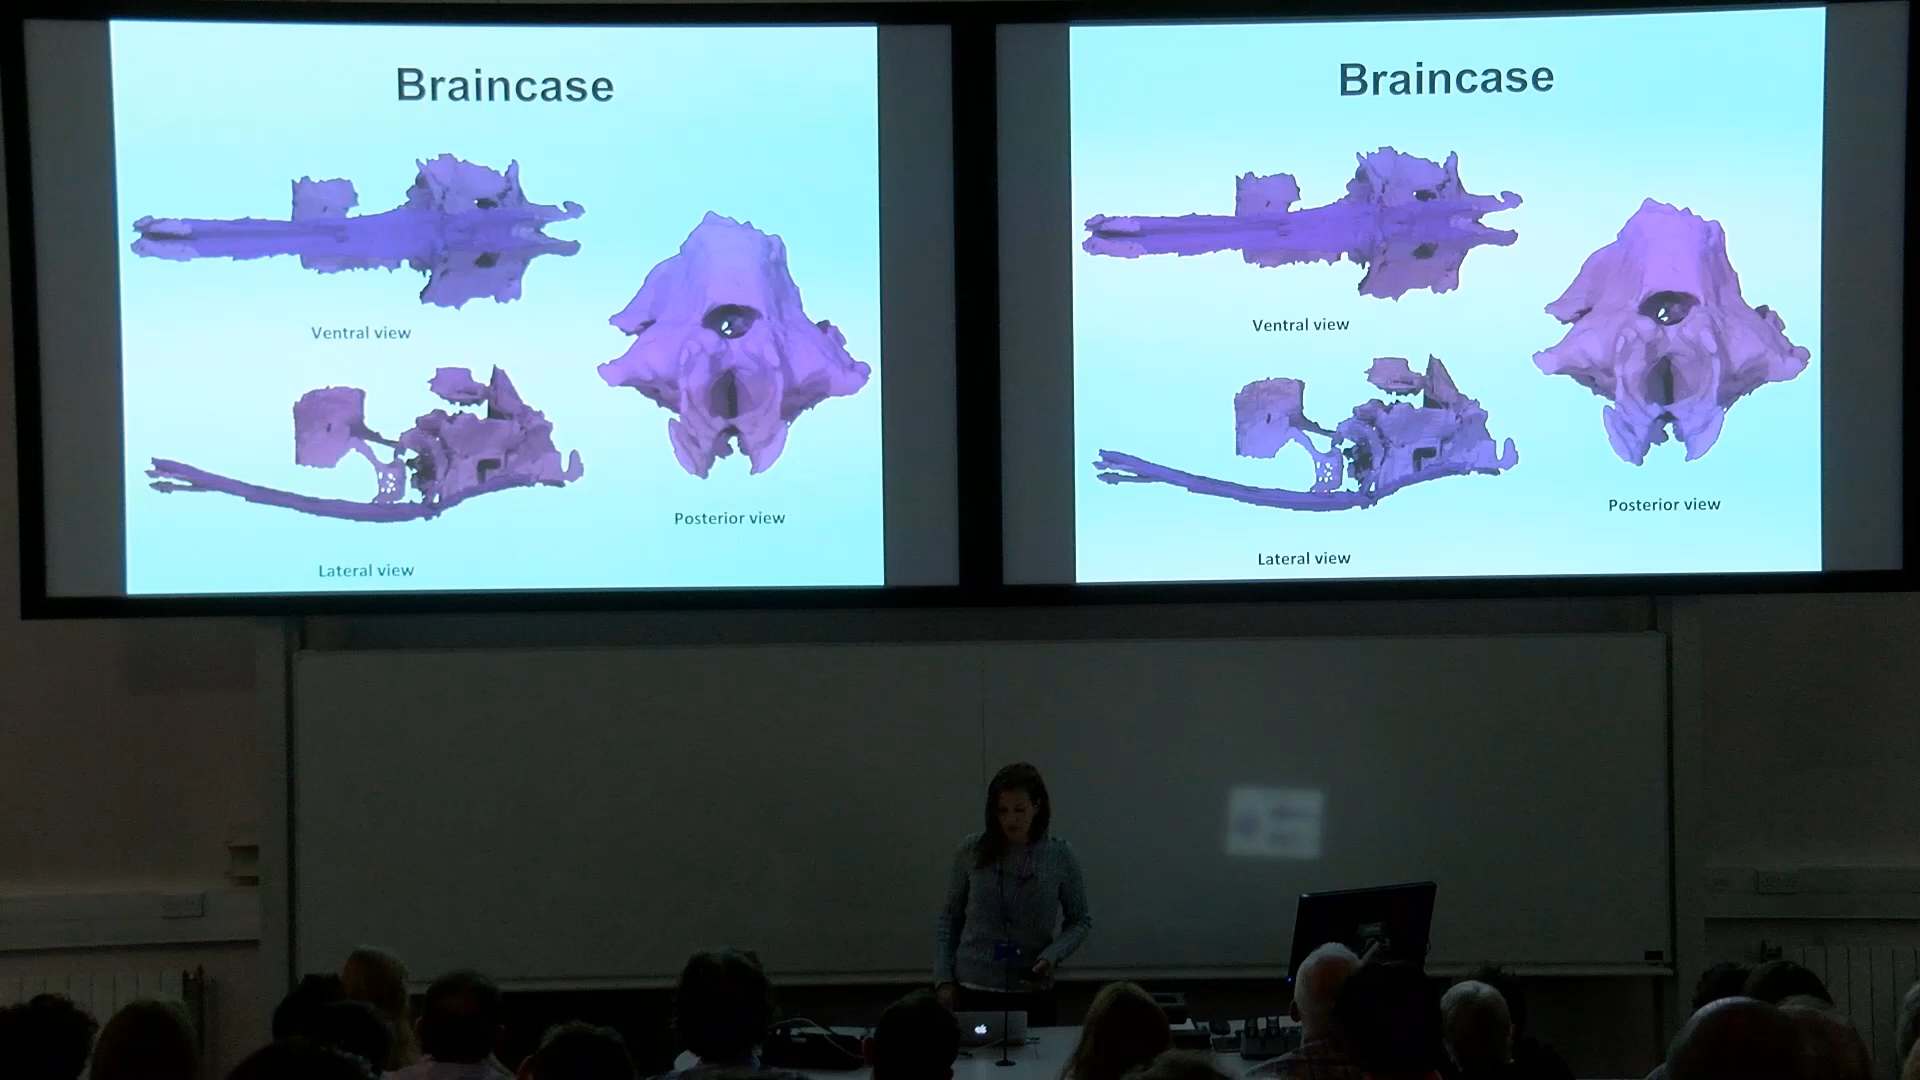 Braincase
Ventral view
Posterior view
Lateral view
Braincase
Ventral view
Posterior view
Lateral view